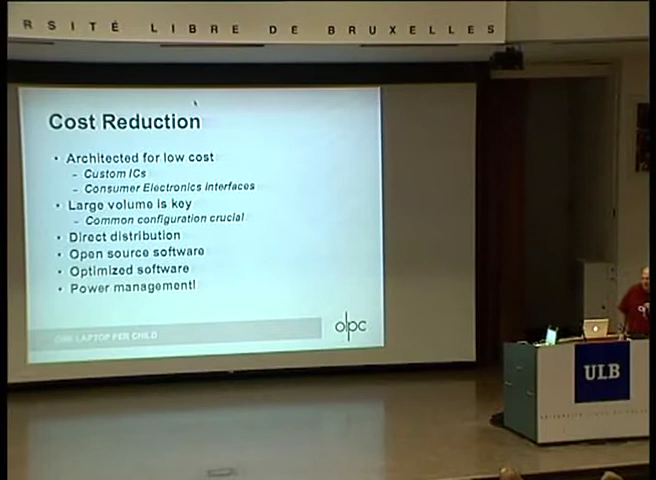 RSITÉ LIBRE DE BRUXELLES
Cost Reduction
• Architected for low cost
– Custom ICs
– Consumer Electronics Interfaces
• Large volume is key
– Common configuration crucial
• Direct distribution
• Open source software
• Optimized software
• Power management!
ONE LAPTOP PER CHILD
olpc
ULB